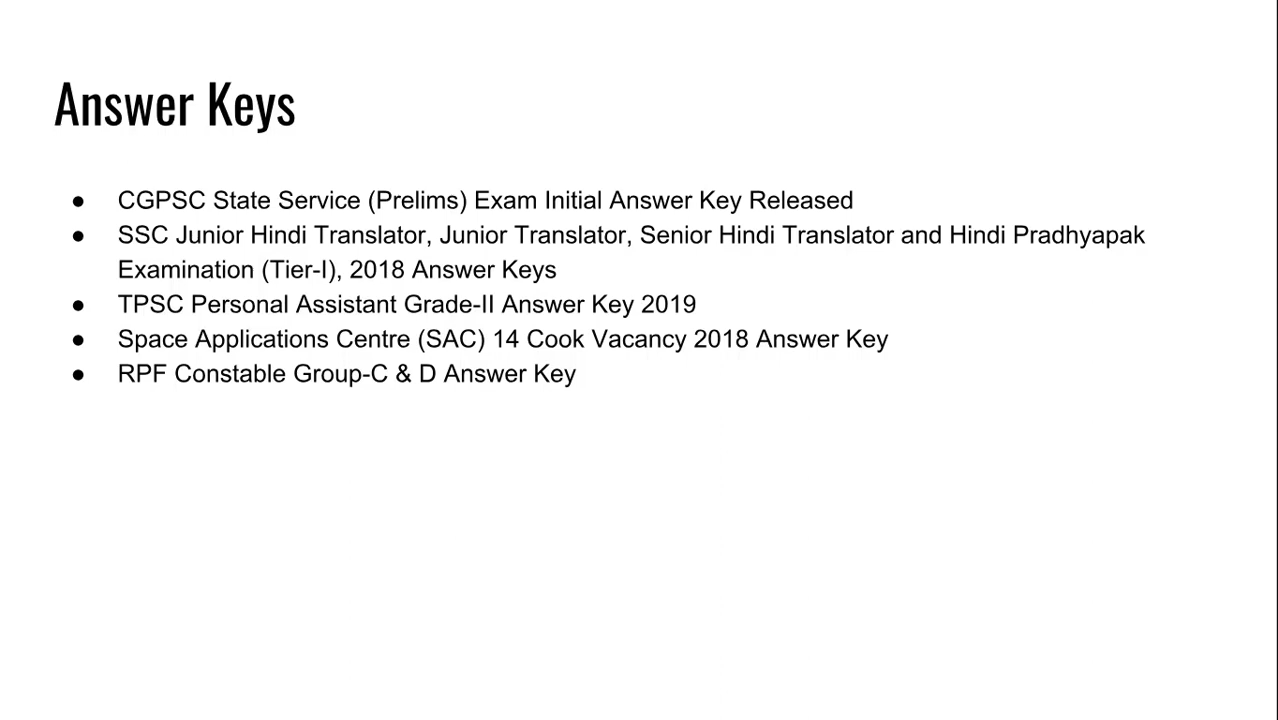 Answer Keys
● CGPSC State Service (Prelims) Exam Initial Answer Key Released
● SSC Junior Hindi Translator, Junior Translator, Senior Hindi Translator and Hindi Pradhyapak
Examination (Tier-I), 2018 Answer Keys
● TPSC Personal Assistant Grade-II Answer Key 2019
● Space Applications Centre (SAC) 14 Cook Vacancy 2018 Answer Key
● RPF Constable Group-C & D Answer Key